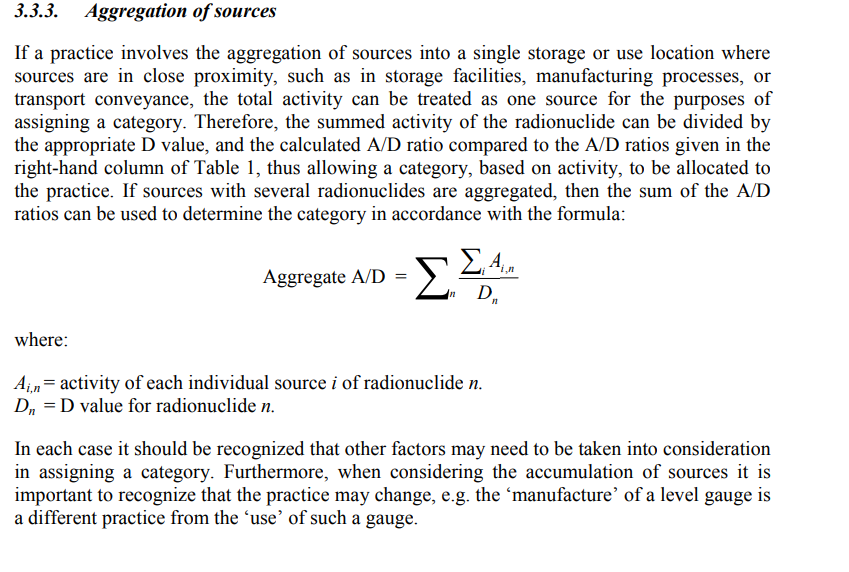 3.3.3. Aggregation of sources
If a practice involves the aggregation of sources into a single storage or use location where
sources are in close proximity, such as in storage facilities, manufacturing processes, or
transport conveyance, the total activity can be treated as one source for the purposes of
assigning a category. Therefore, the summed activity of the radionuclide can be divided by
the appropriate D value, and the calculated A/D ratio compared to the A/D ratios given in the
right-hand column of Table 1, thus allowing a category, based on activity, to be allocated to
the practice. If sources with several radionuclides are aggregated, then the sum of the A/D
ratios can be used to determine the category in accordance with the formula:
Aggregate A/D = ∑n ∑i Ai,n / Dn
where:
Ai,n = activity of each individual source i of radionuclide n.
Dn = D value for radionuclide n.
In each case it should be recognized that other factors may need to be taken into consideration
in assigning a category. Furthermore, when considering the accumulation of sources it is
important to recognize that the practice may change, e.g. the ‘manufacture’ of a level gauge is
a different practice from the ‘use’ of such a gauge.